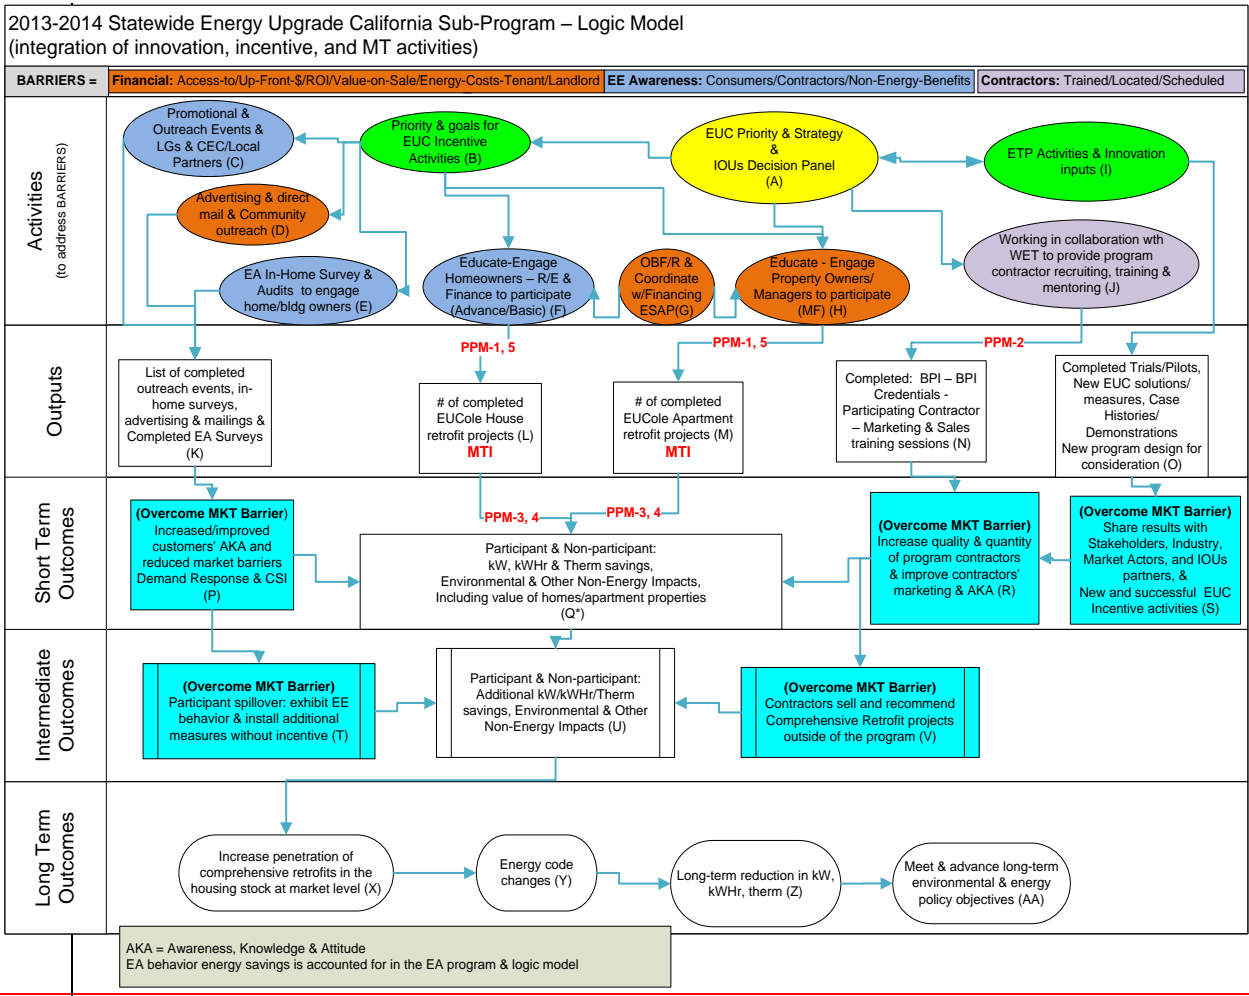 2013-2014 Statewide Energy Upgrade California Sub-Program – Logic Model
(integration of innovation, incentive, and MT activities)
BARRIERS =
Financial: Access-to/Up-Front-$/ROI/Value-on-Sale/Energy-Costs-Tenant/Landlord
EE Awareness: Consumers/Contractors/Non-Energy-Benefits
Contractors: Trained/Located/Scheduled
Activities
(to address BARRIERS)
Promotional &
Outreach Events &
LGs & CEC/Local
Partners (C)
Priority & goals for
EUC Incentive
Activities (B)
EUC Priority & Strategy
&
IOUs Decision Panel
(A)
ETP Activities & Innovation
inputs (I)
Advertising & direct
mail & Community
outreach (D)
EA In-Home Survey &
Audits to engage
home/bldg owners (E)
Educate-Engage
Homeowners – R/E &
Finance to participate
(Advance/Basic) (F)
OBF/R &
Coordinate
w/Financing
ESAP(G)
Educate - Engage
Property Owners/
Managers to participate
(MF) (H)
Working in collaboration wth
WET to provide program
contractor recruiting, training &
mentoring (J)
Outputs
PPM-1, 5
PPM-1, 5
PPM-2
List of completed
outreach events, in-
home surveys,
advertising & mailings &
Completed EA Surveys
(K)
# of completed
EUCole House
retrofit projects (L)
MTI
# of completed
EUCole Apartment
retrofit projects (M)
MTI
Completed: BPI – BPI
Credentials -
Participating Contractor
– Marketing & Sales
training sessions (N)
Completed Trials/Pilots,
New EUC solutions/
measures, Case
Histories/
Demonstrations
New program design for
consideration (O)
Short Term
Outcomes
(Overcome MKT Barrier)
Increased/improved
customers' AKA and
reduced market barriers
Demand Response & CSI
(P)
PPM-3, 4
PPM-3, 4
Participant & Non-participant:
kW, kWHr & Therm savings,
Environmental & Other Non-Energy Impacts,
Including value of homes/apartment properties
(Q*)
(Overcome MKT Barrier)
Increase quality & quantity
of program contractors
& improve contractors'
marketing & AKA (R)
(Overcome MKT Barrier)
Share results with
Stakeholders, Industry,
Market Actors, and IOUs
partners, &
New and successful EUC
Incentive activities (S)
Intermediate
Outcomes
(Overcome MKT Barrier)
Participant spillover: exhibit EE
behavior & install additional
measures without incentive (T)
Participant & Non-participant:
Additional kW/kWHr/Therm
savings, Environmental & Other
Non-Energy Impacts (U)
(Overcome MKT Barrier)
Contractors sell and recommend
Comprehensive Retrofit projects
outside of the program (V)
Long Term
Outcomes
Increase penetration of
comprehensive retrofits in the
housing stock at market level (X)
Energy code
changes (Y)
Long-term reduction in kW,
kWHr, therm (Z)
Meet & advance long-term
environmental & energy
policy objectives (AA)
AKA = Awareness, Knowledge & Attitude
EA behavior energy savings is accounted for in the EA program & logic model